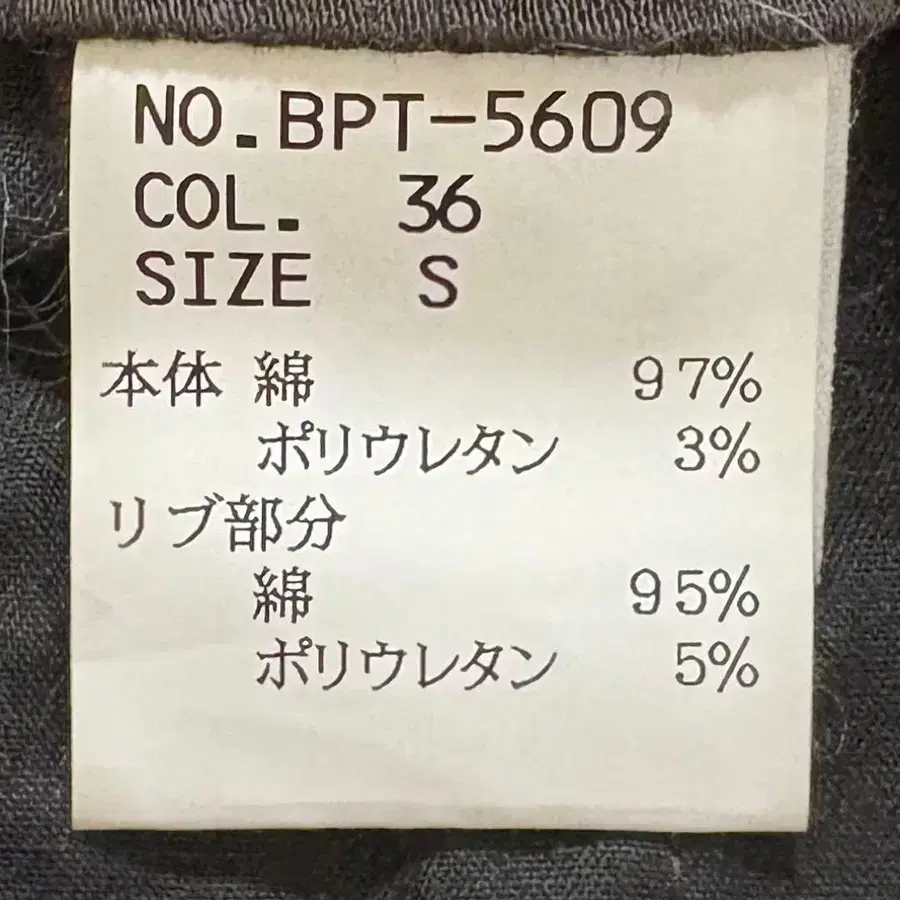 NO.BPT-5609
COL. 36
SIZE S
本体 綿 97%
ポリウレタン 3%
リブ部分
綿 95%
ポリウレタン 5%